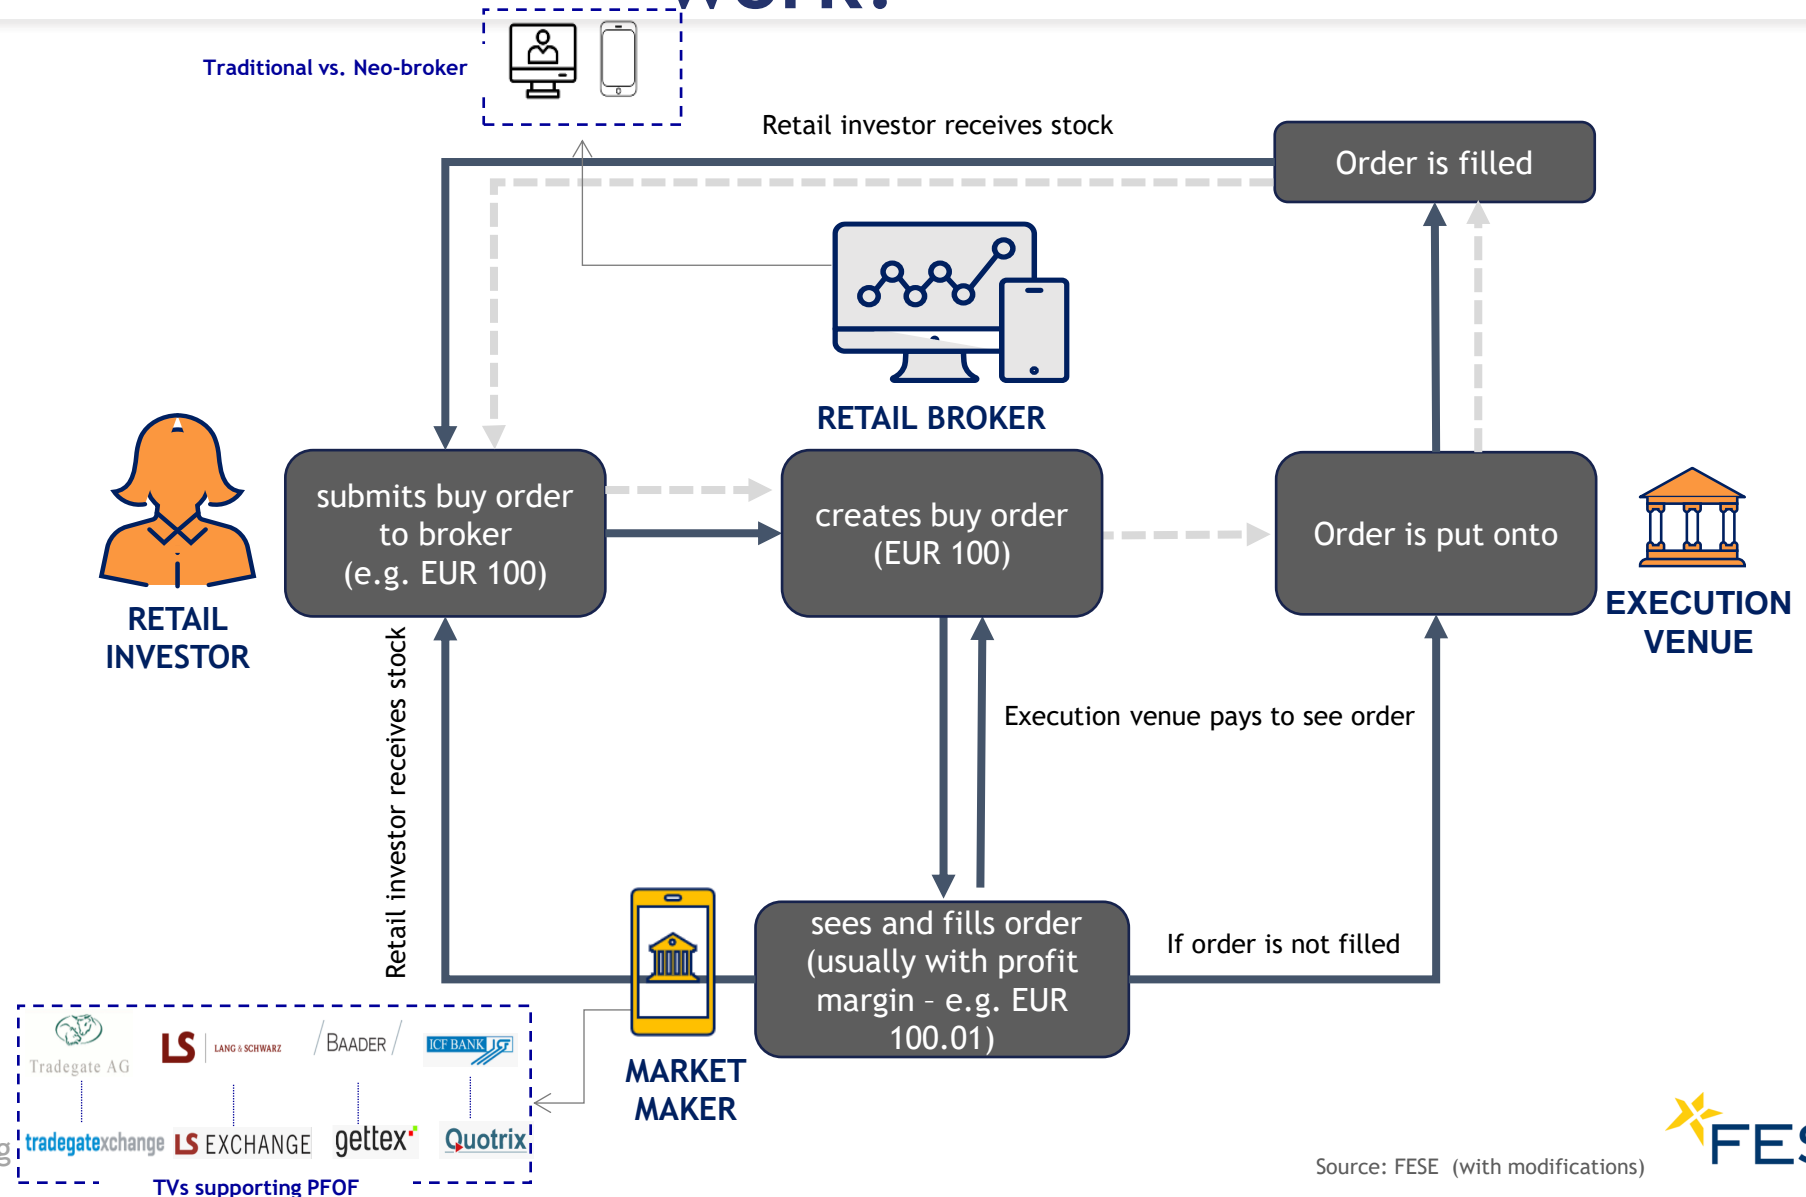 Traditional vs. Neo-broker
Retail investor receives stock
Order is filled
RETAIL BROKER
submits buy order
to broker
(e.g. EUR 100)
creates buy order
(EUR 100)
Order is put onto
RETAIL
INVESTOR
EXECUTION
VENUE
Retail investor receives stock
Execution venue pays to see order
sees and fills order
(usually with profit
margin – e.g. EUR
100.01)
If order is not filled
MARKET
MAKER
Tradegate AG
LS LANG & SCHWARZ
BAADER
ICF BANK ICF
tradegatexchange
LS EXCHANGE
gettex
Quotrix
TVs supporting PFOF
Source: FESE (with modifications)